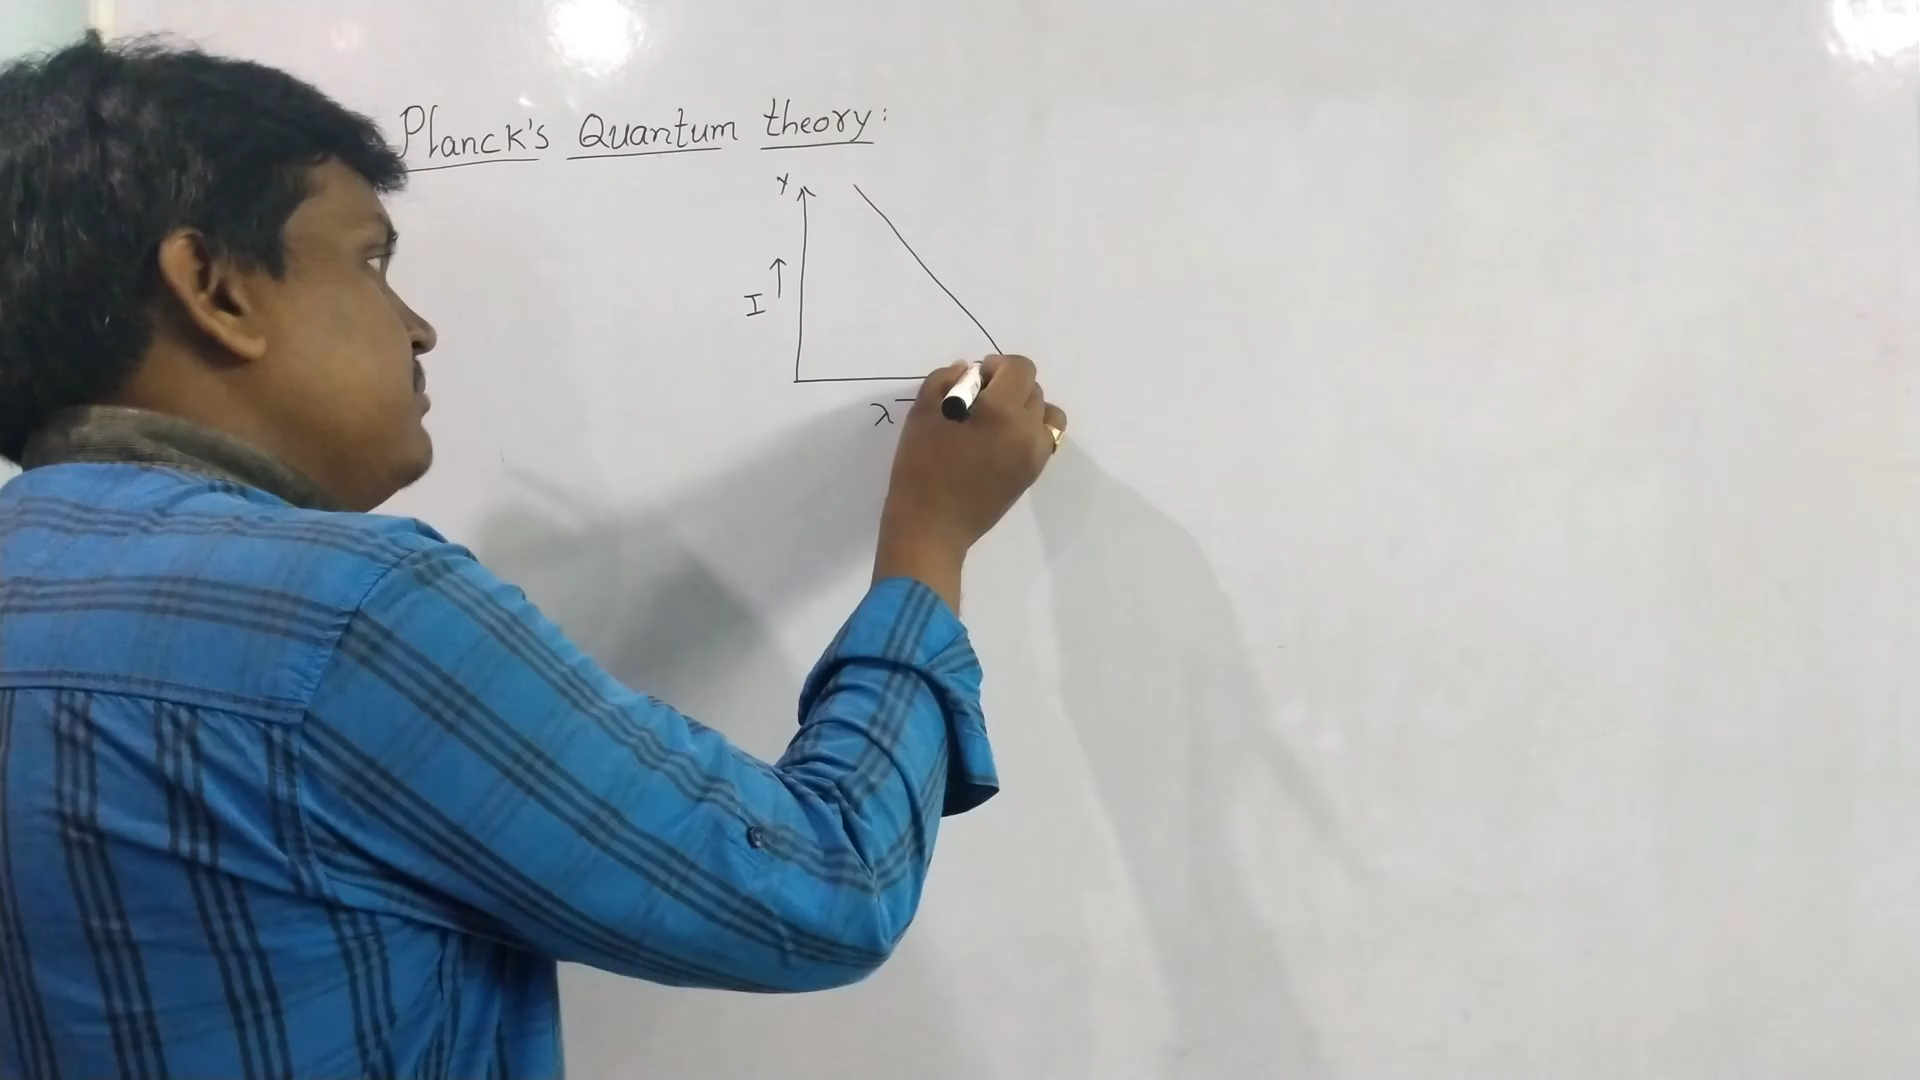 Planck's Quantum theory:
Y
I ↑
λ